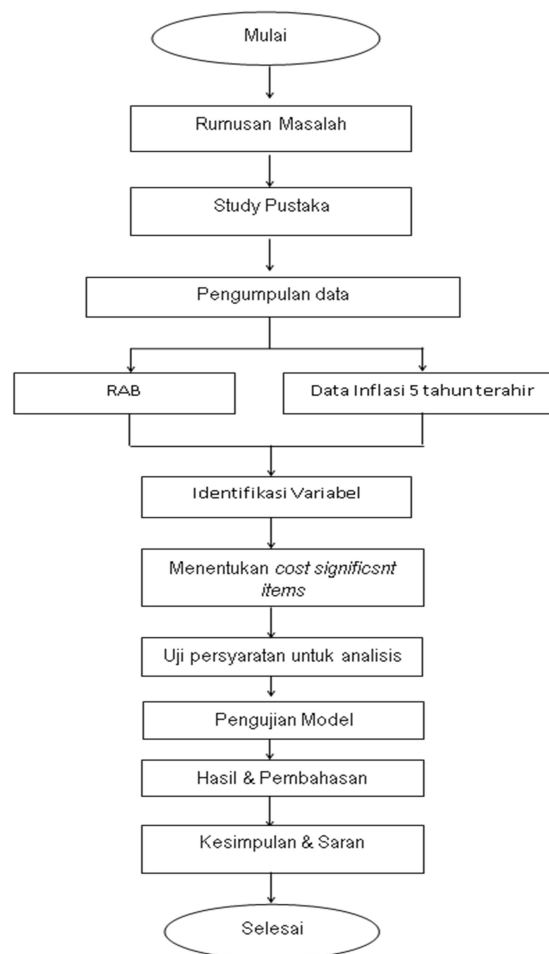 Mulai
Rumusan Masalah
Study Pustaka
Pengumpulan data
RAB
Data Inflasi 5 tahun terahir
Identifikasi Variabel
Menentukan cost significsnt
items
Uji persyaratan untuk analisis
Pengujian Model
Hasil & Pembahasan
Kesimpulan & Saran
Selesai